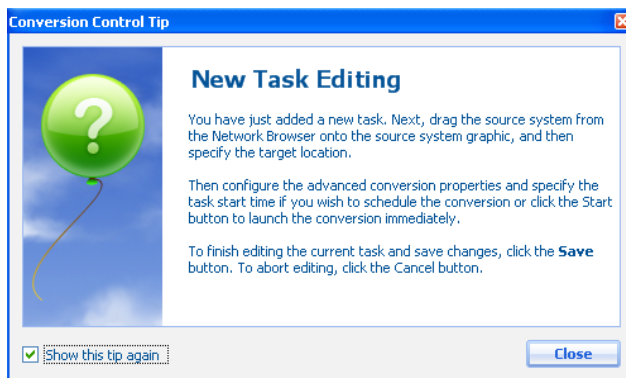 Conversion Control Tip
New Task Editing
You have just added a new task. Next, drag the source system from
the Network Browser onto the source system graphic, and then
specify the target location.
Then configure the advanced conversion properties and specify the
task start time if you wish to schedule the conversion or click the Start
button to launch the conversion immediately.
To finish editing the current task and save changes, click the Save
button. To abort editing, click the Cancel button.
Show this tip again
Close